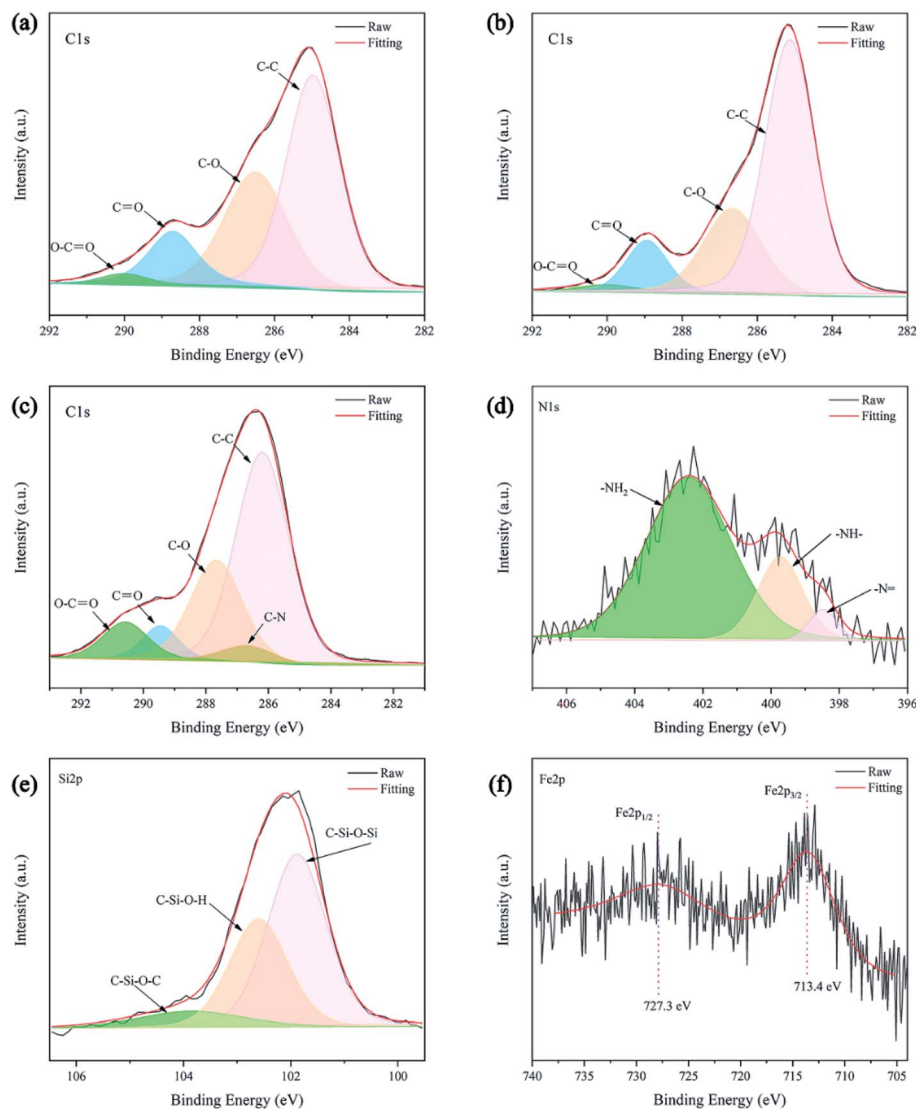 (a)
C1s
Raw
Fitting
C-C
C-O
C=O
O-C=O
Intensity (a.u.)
292 290 288 286 284 282
Binding Energy (eV)
(b)
C1s
Raw
Fitting
C-C
C-O
C=O
O-C=O
Intensity (a.u.)
292 290 288 286 284 282
Binding Energy (eV)
(c)
C1s
Raw
Fitting
C-C
C-O
C=O
O-C=O
C-N
Intensity (a.u.)
292 290 288 286 284 282
Binding Energy (eV)
(d)
N1s
Raw
Fitting
-NH₂
-NH-
-N=
Intensity (a.u.)
406 404 402 400 398 396
Binding Energy (eV)
(e)
Si2p
Raw
Fitting
C-Si-O-Si
C-Si-O-H
C-Si-O-C
Intensity (a.u.)
106 104 102 100
Binding Energy (eV)
(f)
Fe2p
Raw
Fitting
Fe2p₃/₂
Fe2p₁/₂
713.4 eV
727.3 eV
Intensity (a.u.)
740 735 730 725 720 715 710 705
Binding Energy (eV)